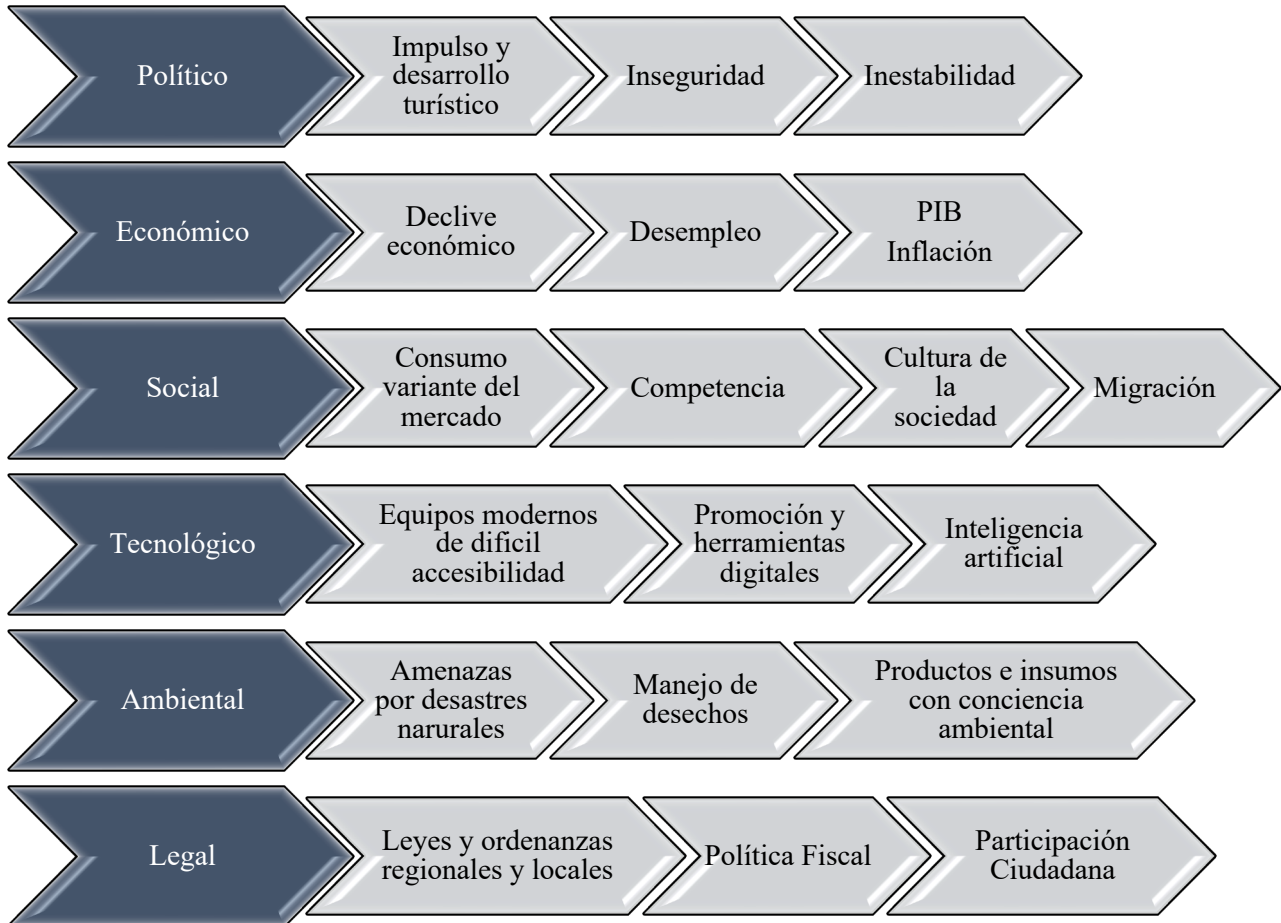 Político
Impulso y
desarrollo
turístico
Inseguridad
Inestabilidad
Económico
Declive
económico
Desempleo
PIB
Inflación
Social
Consumo
variante del
mercado
Competencia
Cultura de
la
sociedad
Migración
Tecnológico
Equipos modernos
de dificil
accesibilidad
Promoción y
herramientas
digitales
Inteligencia
artificial
Ambiental
Amenazas
por desastres
narurales
Manejo de
desechos
Productos e insumos
con conciencia
ambiental
Legal
Leyes y ordenanzas
regionales y locales
Política Fiscal
Participación
Ciudadana